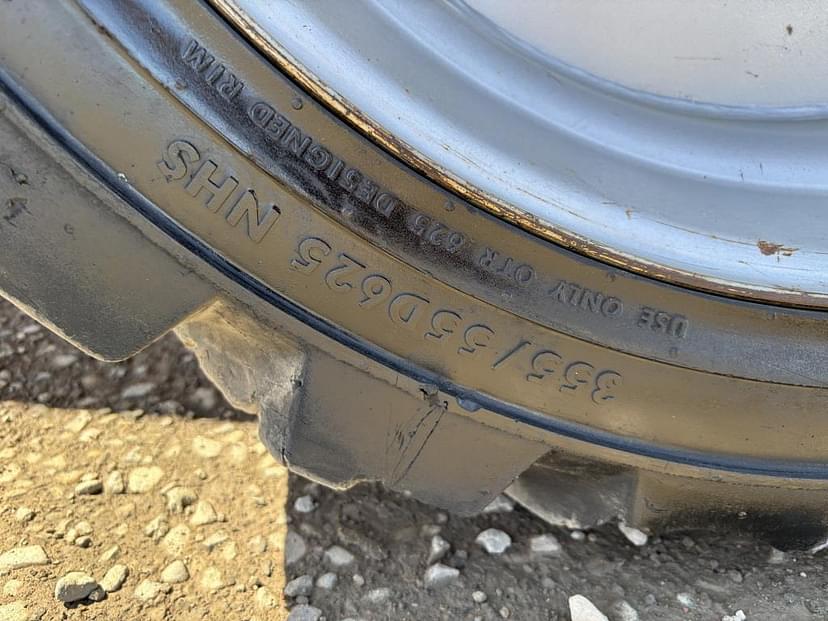 USE ONLY OTR 625 DESIGNED RIM
355/55D625 NHS